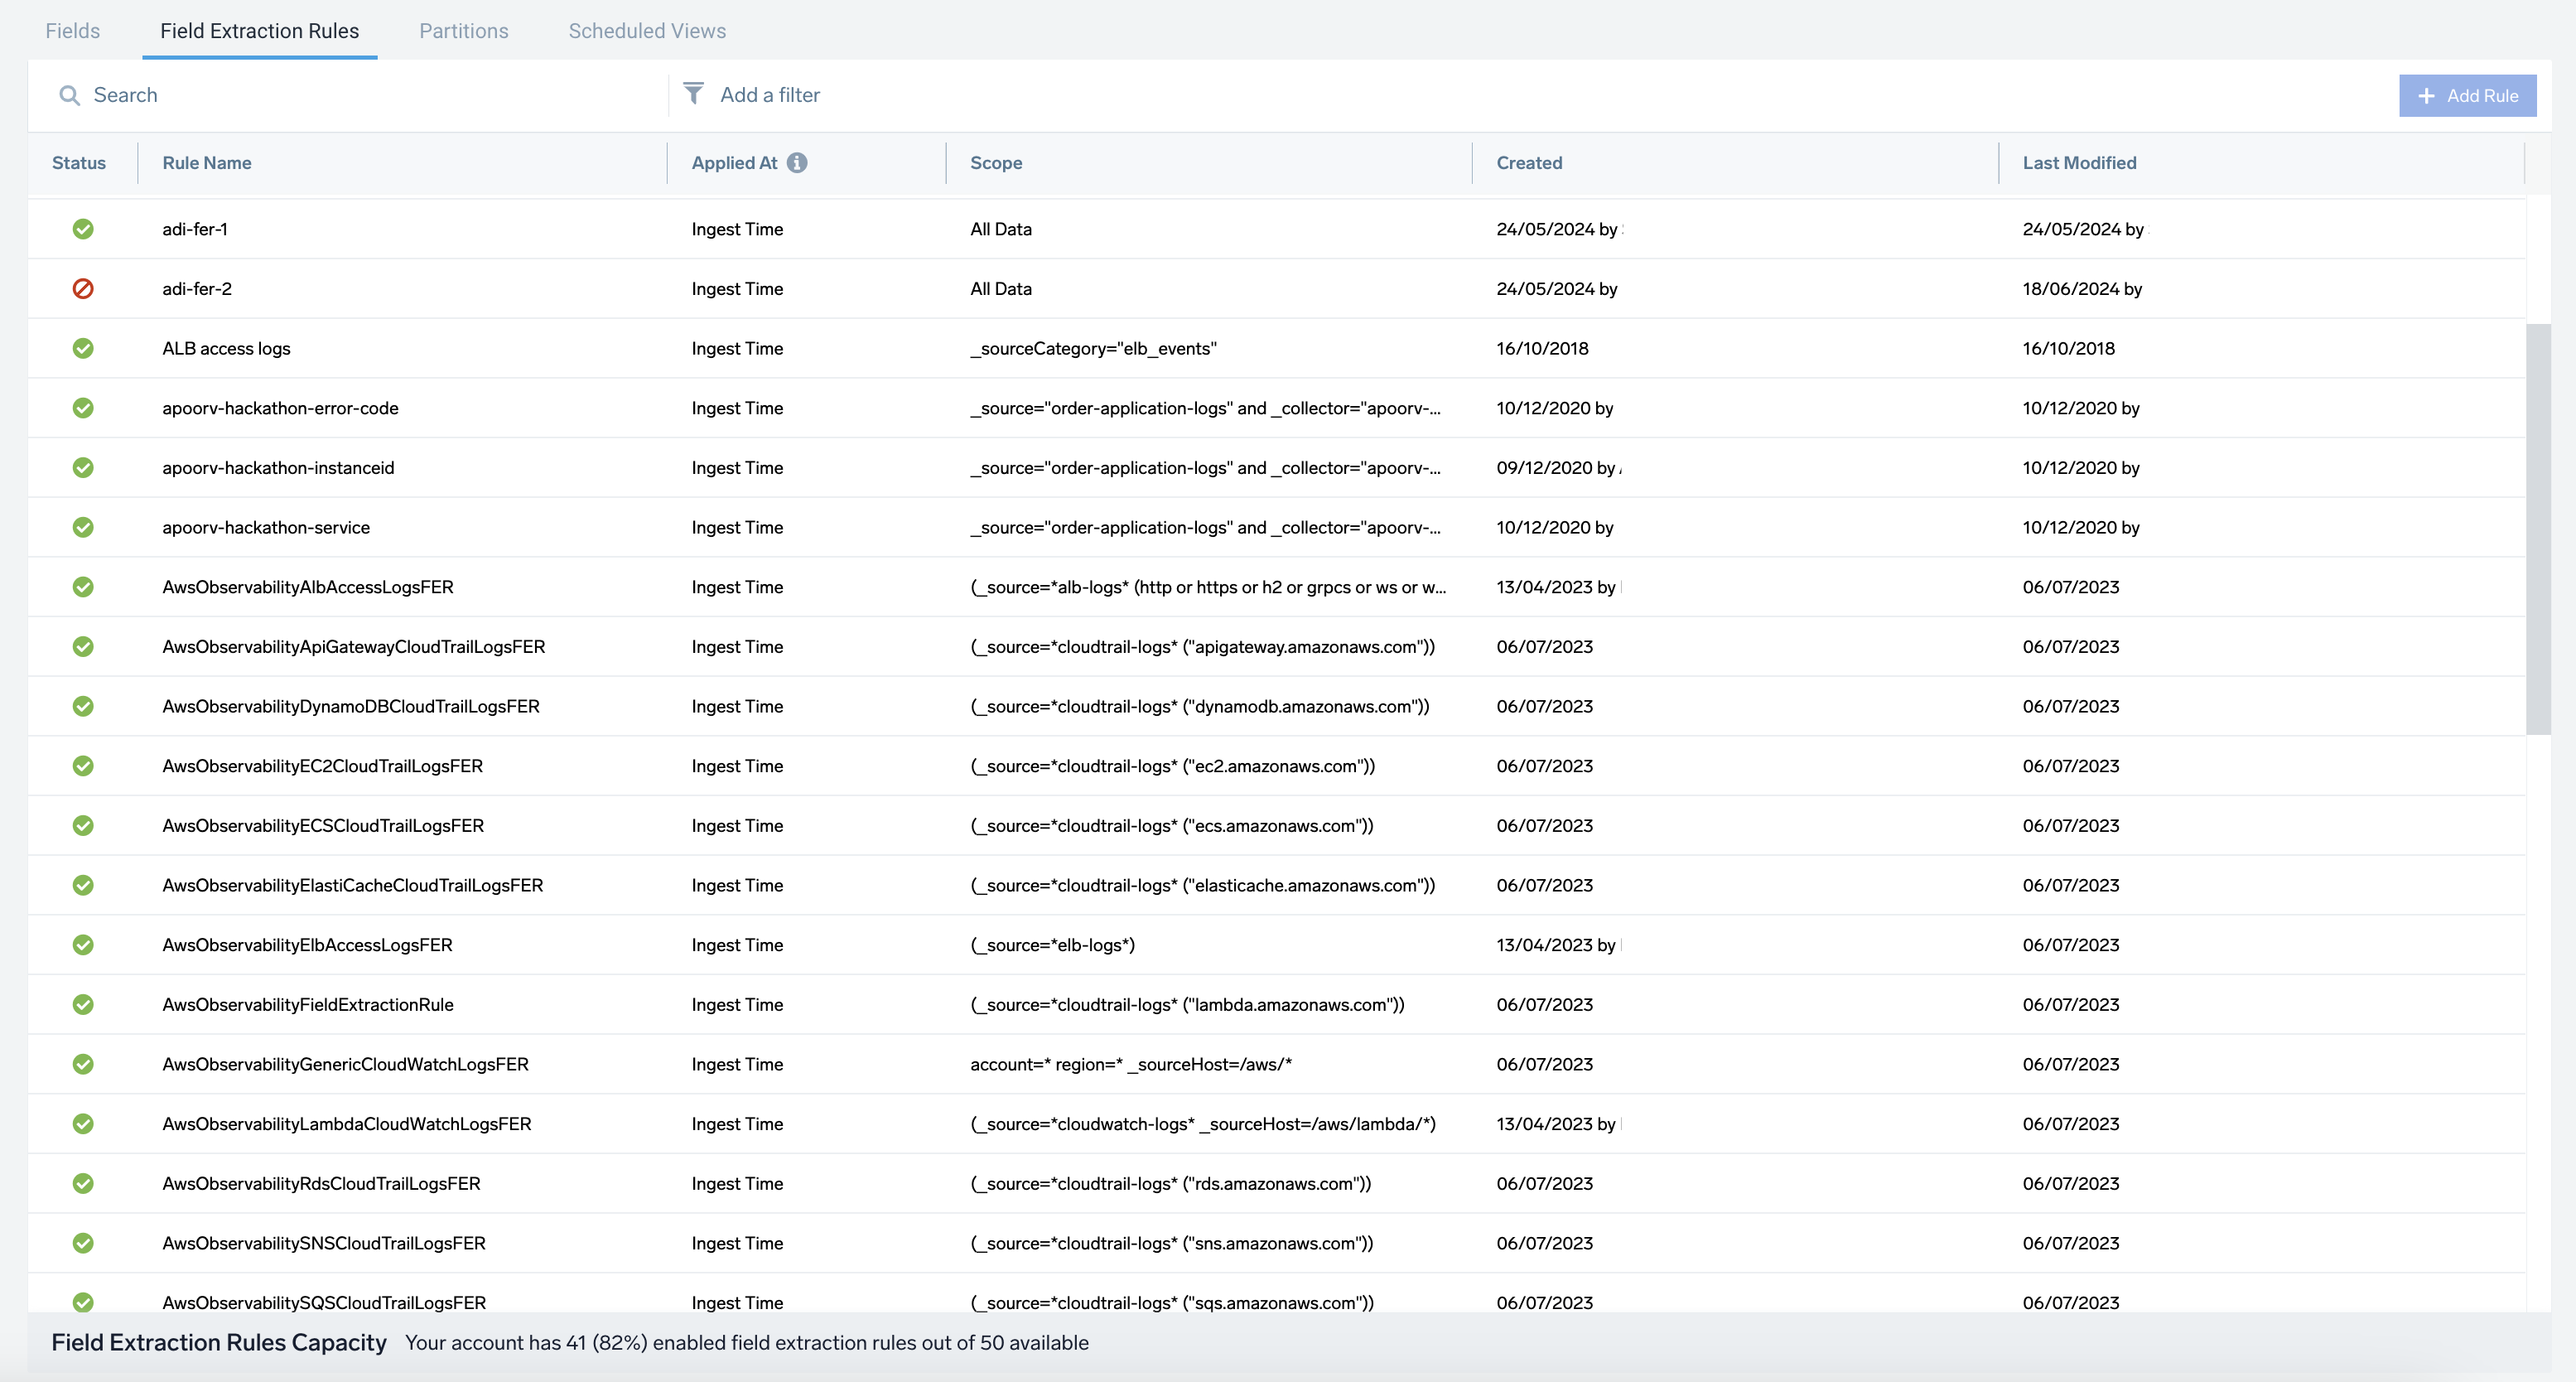 Fields Field Extraction Rules Partitions Scheduled Views
Search Add a filter + Add Rule
Status Rule Name Applied At Scope Created Last Modified
adi-fer-1 Ingest Time All Data 24/05/2024 by 24/05/2024 by
adi-fer-2 Ingest Time All Data 24/05/2024 by 18/06/2024 by
ALB access logs Ingest Time _sourceCategory="elb_events" 16/10/2018 16/10/2018
apoorv-hackathon-error-code Ingest Time _source="order-application-logs" and _collector="apoorv-... 10/12/2020 by 10/12/2020 by
apoorv-hackathon-instanceid Ingest Time _source="order-application-logs" and _collector="apoorv-... 09/12/2020 by 10/12/2020 by
apoorv-hackathon-service Ingest Time _source="order-application-logs" and _collector="apoorv-... 10/12/2020 by 10/12/2020 by
AwsObservabilityAlbAccessLogsFER Ingest Time (_source=*alb-logs* (http or https or h2 or grpcs or ws or w... 13/04/2023 by 06/07/2023
AwsObservabilityApiGatewayCloudTrailLogsFER Ingest Time (_source=*cloudtrail-logs* ("apigateway.amazonaws.com")) 06/07/2023 06/07/2023
AwsObservabilityDynamoDBCloudTrailLogsFER Ingest Time (_source=*cloudtrail-logs* ("dynamodb.amazonaws.com")) 06/07/2023 06/07/2023
AwsObservabilityEC2CloudTrailLogsFER Ingest Time (_source=*cloudtrail-logs* ("ec2.amazonaws.com")) 06/07/2023 06/07/2023
AwsObservabilityECSCloudTrailLogsFER Ingest Time (_source=*cloudtrail-logs* ("ecs.amazonaws.com")) 06/07/2023 06/07/2023
AwsObservabilityElastiCacheCloudTrailLogsFER Ingest Time (_source=*cloudtrail-logs* ("elasticache.amazonaws.com")) 06/07/2023 06/07/2023
AwsObservabilityElbAccessLogsFER Ingest Time (_source=*elb-logs*) 13/04/2023 by 06/07/2023
AwsObservabilityFieldExtractionRule Ingest Time (_source=*cloudtrail-logs* ("lambda.amazonaws.com")) 06/07/2023 06/07/2023
AwsObservabilityGenericCloudWatchLogsFER Ingest Time account=* region=* _sourceHost=/aws/* 06/07/2023 06/07/2023
AwsObservabilityLambdaCloudWatchLogsFER Ingest Time (_source=*cloudwatch-logs* _sourceHost=/aws/lambda/*) 13/04/2023 by 06/07/2023
AwsObservabilityRdsCloudTrailLogsFER Ingest Time (_source=*cloudtrail-logs* ("rds.amazonaws.com")) 06/07/2023 06/07/2023
AwsObservabilitySNSCloudTrailLogsFER Ingest Time (_source=*cloudtrail-logs* ("sns.amazonaws.com")) 06/07/2023 06/07/2023
AwsObservabilitySQSCloudTrailLogsFER Ingest Time (_source=*cloudtrail-logs* ("sqs.amazonaws.com")) 06/07/2023 06/07/2023
Field Extraction Rules Capacity Your account has 41 (82%) enabled field extraction rules out of 50 available